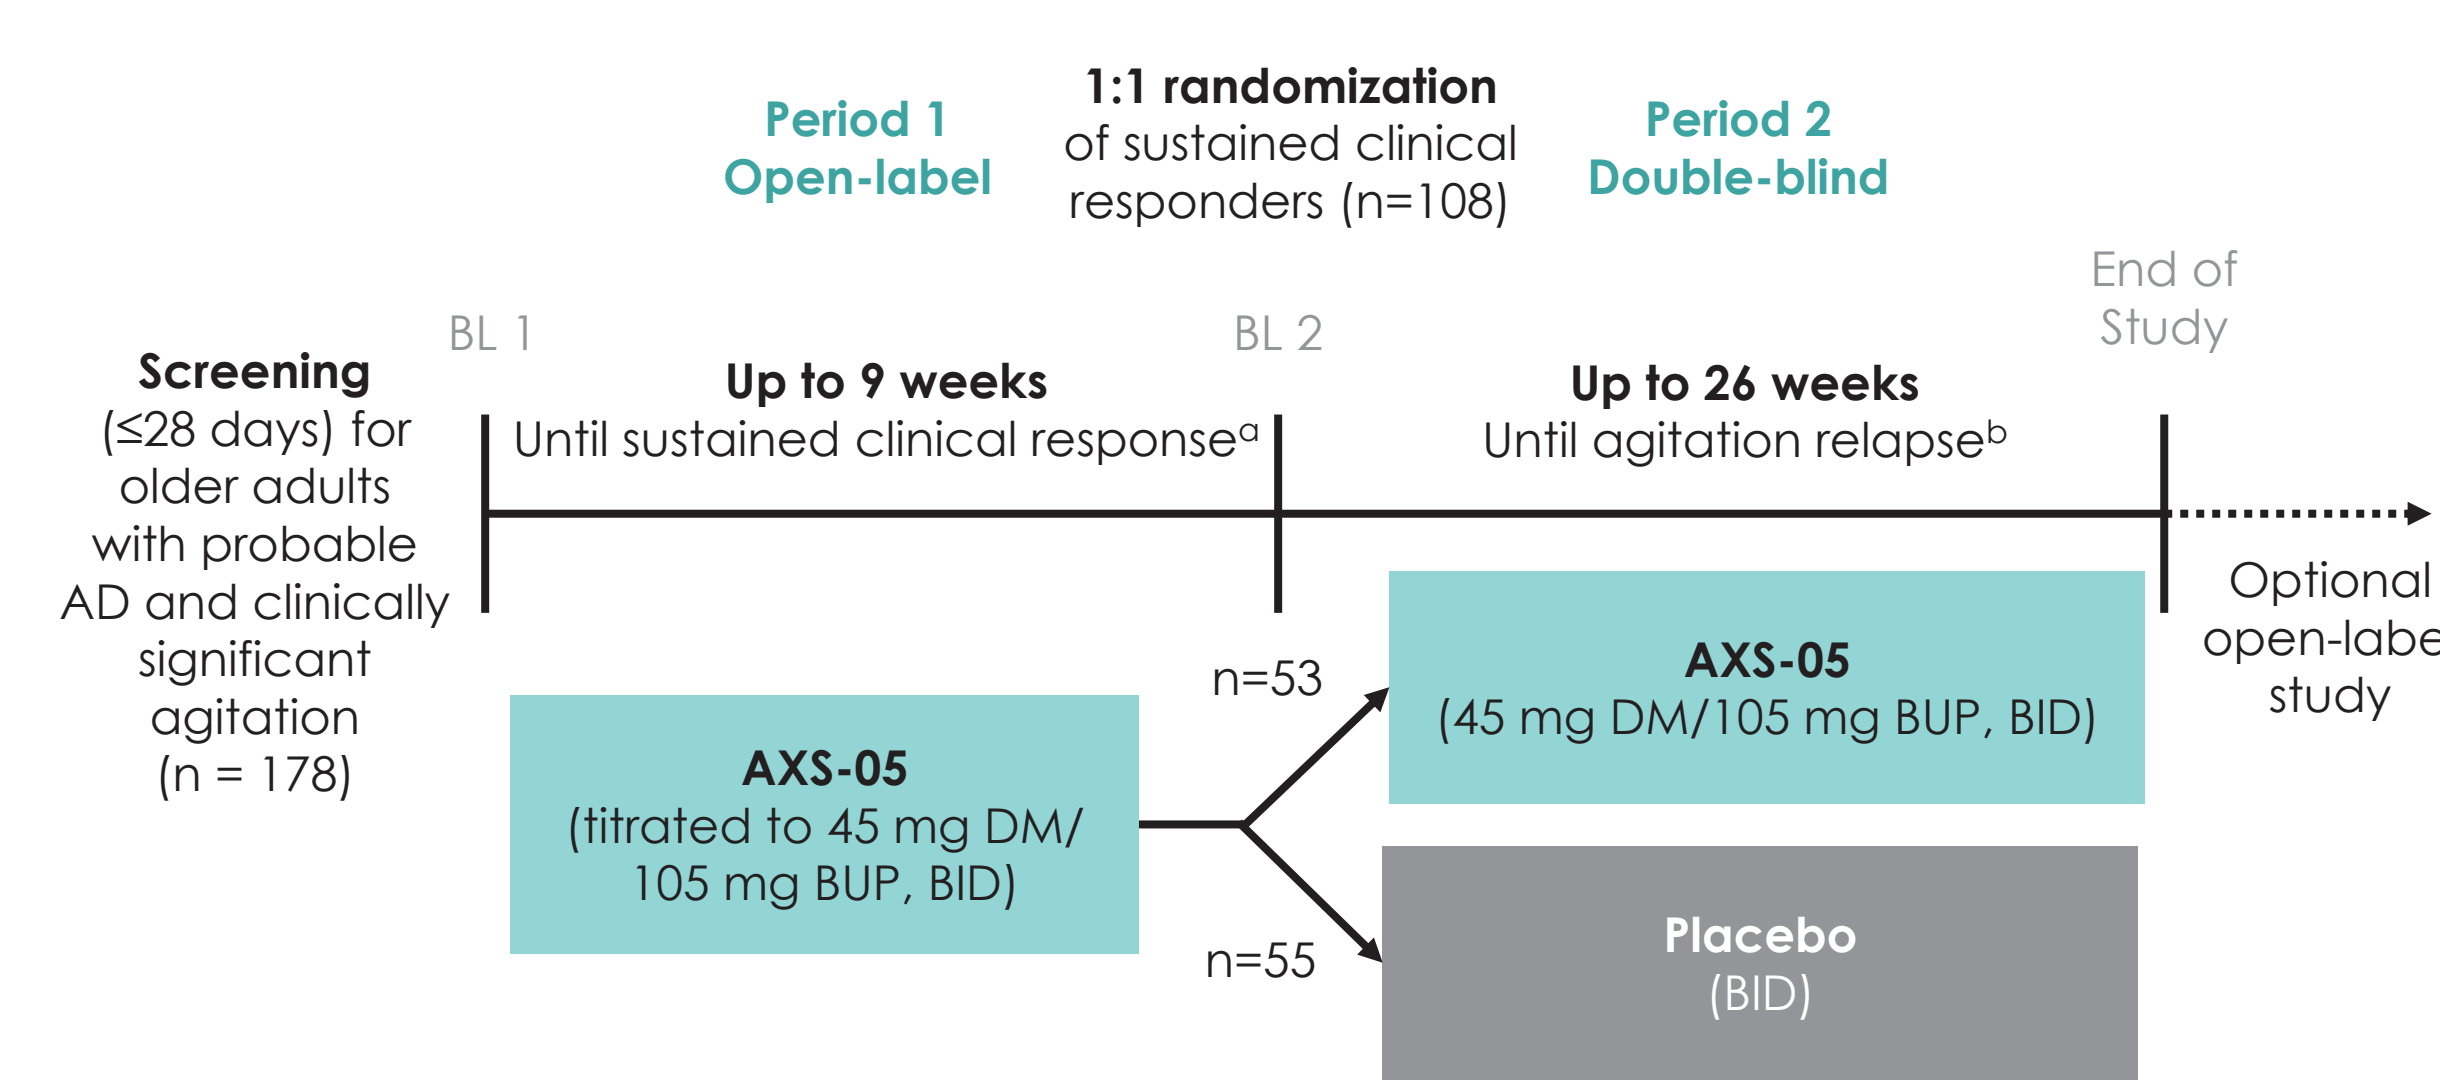 Period 1
Open-label
1:1 randomization
of sustained clinical
responders (n=108)
Period 2
Double-blind
Screening
(≤28 days) for
older adults
with probable
AD and clinically
significant
agitation
(n = 178)
BL 1
Up to 9 weeks
Until sustained clinical responseᵃ
BL 2
Up to 26 weeks
Until agitation relapseᵇ
End of
Study
AXS-05
(titrated to 45 mg DM/
105 mg BUP, BID)
n=53
n=55
AXS-05
(45 mg DM/105 mg BUP, BID)
Placebo
(BID)
Optional
open-labe
study